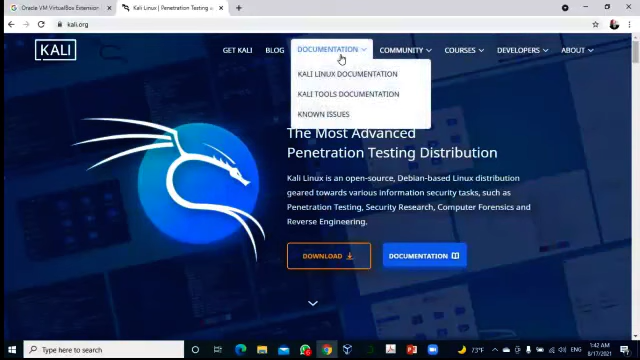 Oracle VM VirtualBox Extension
Kali Linux | Penetration Testing
kali.org
KALI
GET KALI
BLOG
DOCUMENTATION
COMMUNITY
COURSES
DEVELOPERS
ABOUT
KALI LINUX DOCUMENTATION
KALI TOOLS DOCUMENTATION
KNOWN ISSUES
The Most Advanced
Penetration Testing Distribution
Kali Linux is an open-source, Debian-based Linux distribution
geared towards various information security tasks, such as
Penetration Testing, Security Research, Computer Forensics and
Reverse Engineering.
DOWNLOAD
DOCUMENTATION
Type here to search
73°F
ENG
1:42 AM
8/17/2021